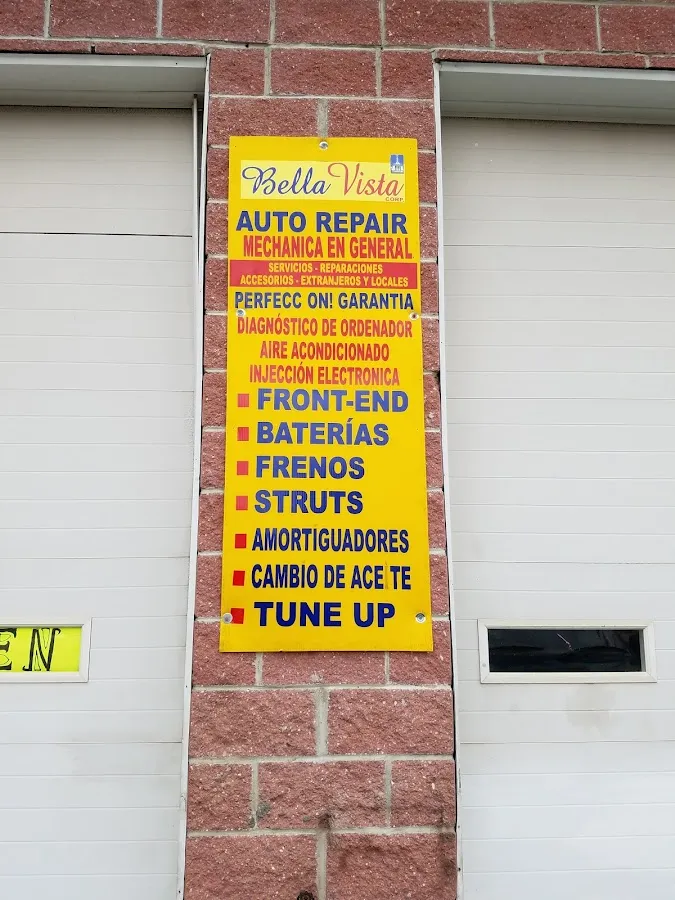 Bella Vista
CORP.
AUTO REPAIR
MECHANICA EN GENERAL
SERVICIOS - REPARACIONES
ACCESORIOS - EXTRANJEROS Y LOCALES
PERFECC ON! GARANTIA
DIAGNÓSTICO DE ORDENADOR
AIRE ACONDICIONADO
INJECCIÓN ELECTRONICA
FRONT-END
BATERÍAS
FRENOS
STRUTS
AMORTIGUADORES
CAMBIO DE ACE TE
TUNE UP
EN